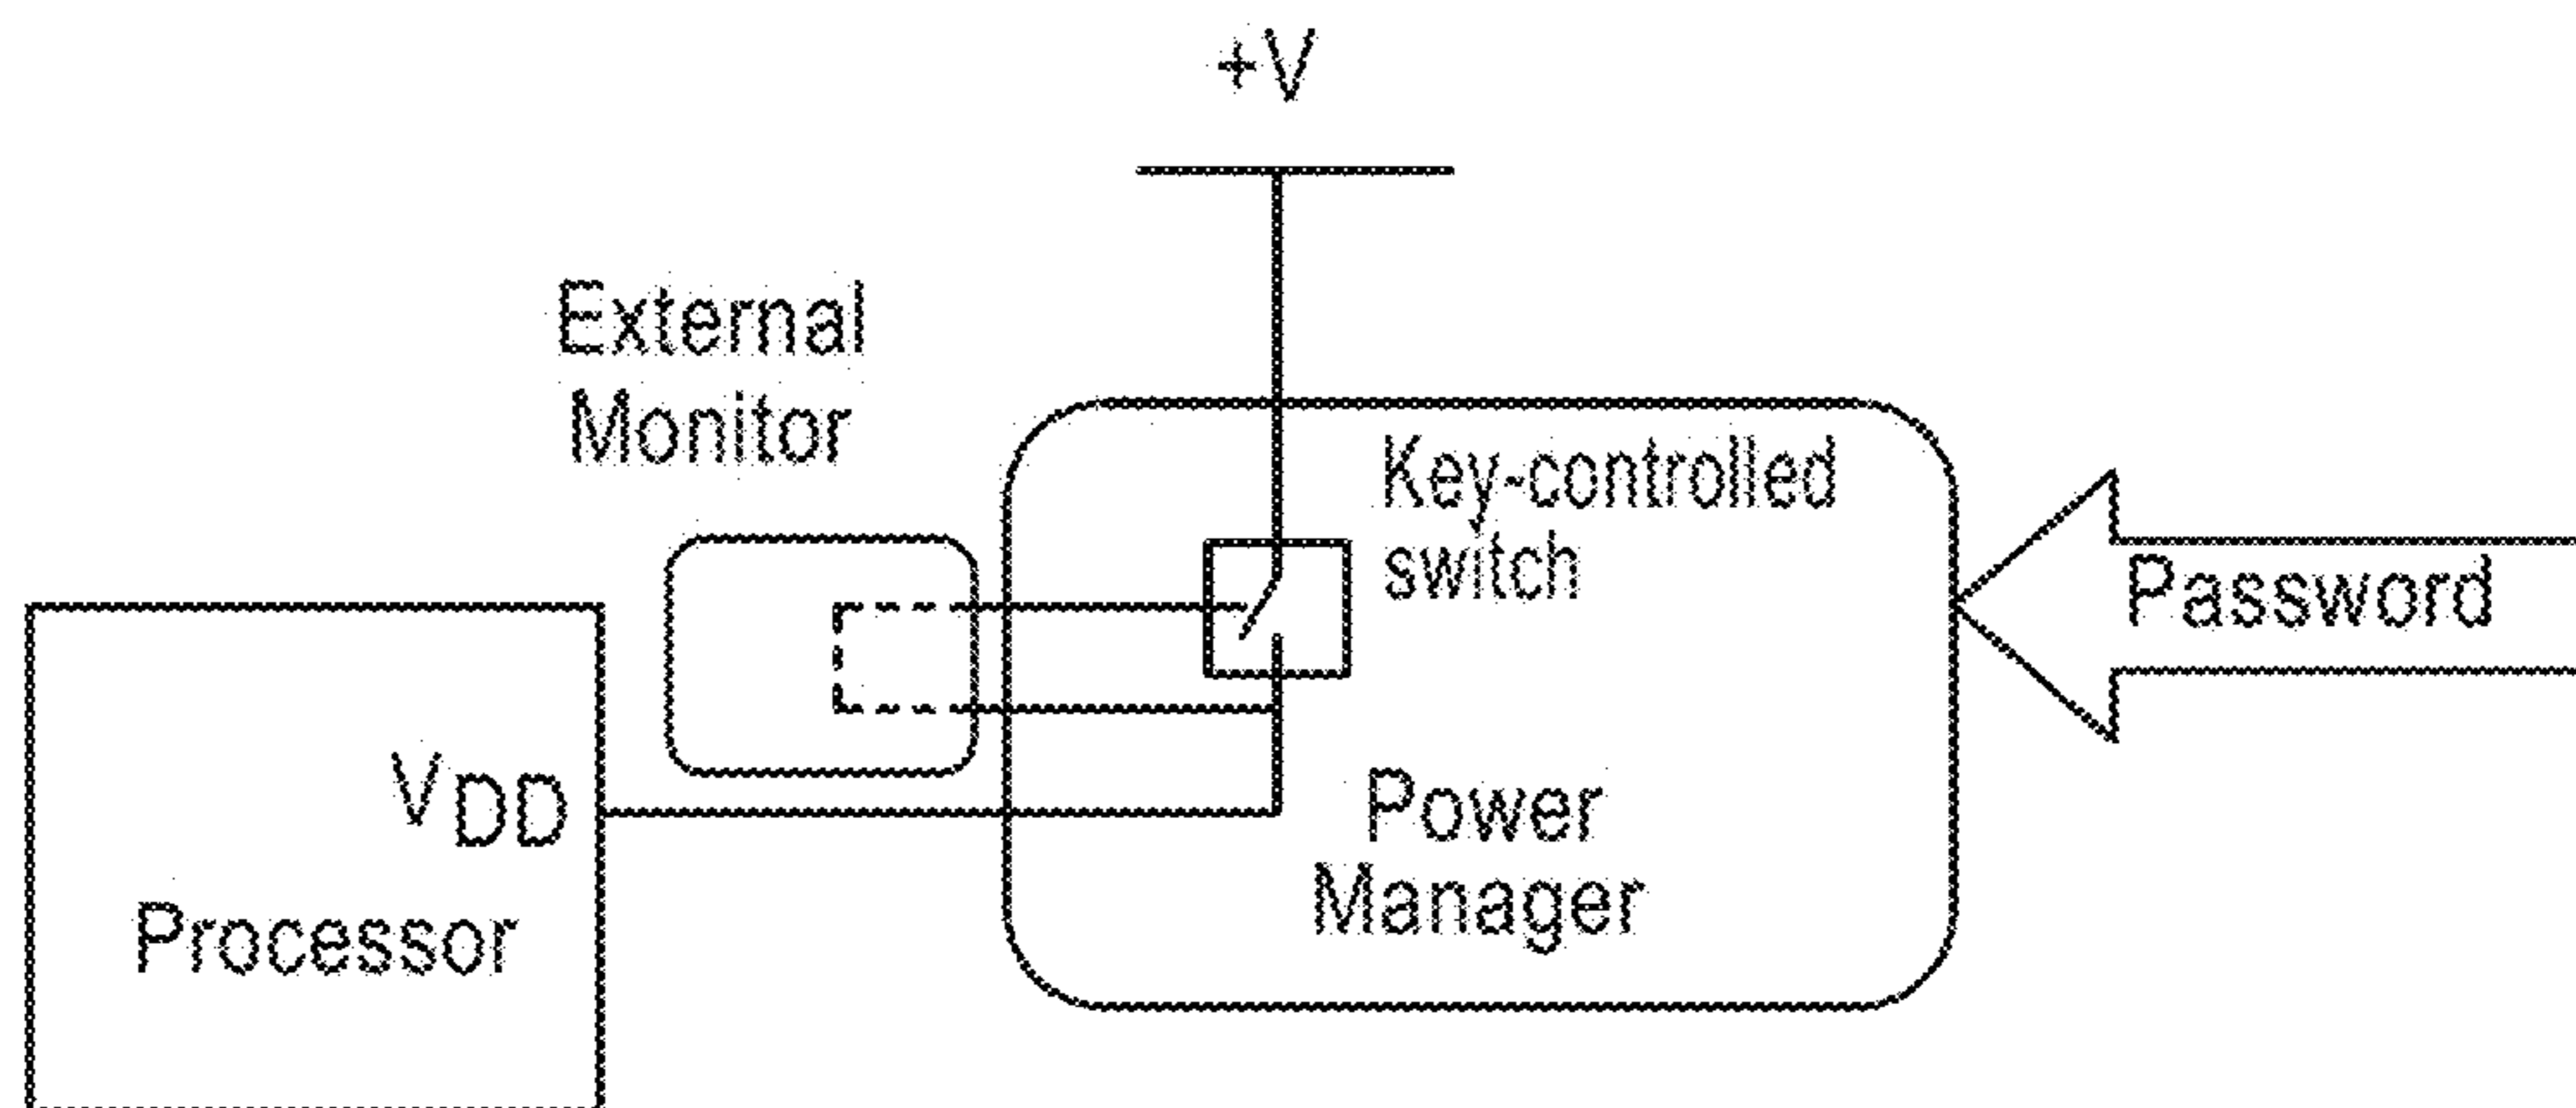 +V
External
Monitor
Key-controlled
switch
Password
VDD
Processor
Power
Manager